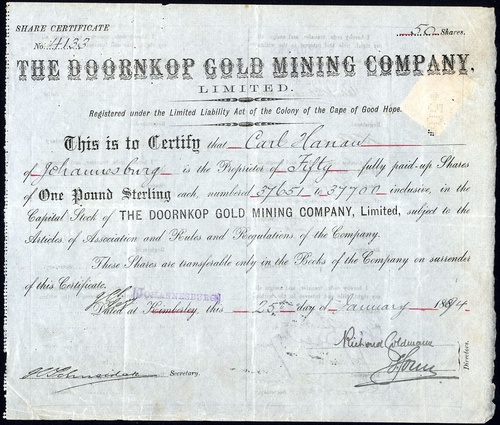 SHARE CERTIFICATE
No. 4133
50 Shares.
THE DOORNKOP GOLD MINING COMPANY,
LIMITED.
Registered under the Limited Liability Act of the Colony of the Cape of Good Hope.
This is to Certify that Carl Hanau
of Johannesburg is the Proprietor of Fifty fully paid-up Shares
of One Pound Sterling each, numbered 37651 to 37700 inclusive, in the
Capital Stock of THE DOORNKOP GOLD MINING COMPANY, Limited, subject to the
Articles of Association and Rules and Regulations of the Company.
These Shares are transferable only in the Books of the Company on surrender
of this Certificate.
JOHANNESBURG
Dated at Kimberley, this 25th day of January 1894
Richard Goldmann
Directors.
Secretary.